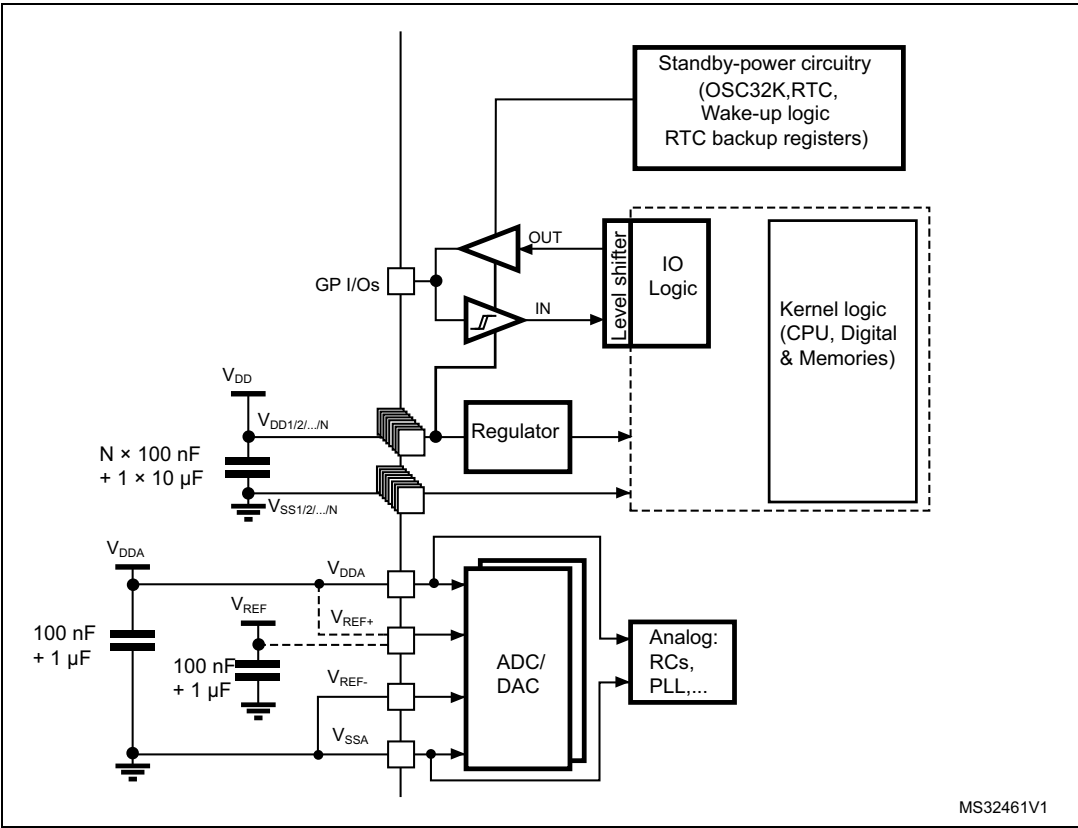 Standby-power circuitry
(OSC32K,RTC,
Wake-up logic
RTC backup registers)
OUT
GP I/Os
IN
Level shifter
IO
Logic
Kernel logic
(CPU, Digital
& Memories)
VDD
VDD1/2/.../N
Regulator
N × 100 nF
+ 1 × 10 µF
VSS1/2/.../N
VDDA
VDDA
VREF
VREF+
100 nF
+ 1 µF
100 nF
+ 1 µF
VREF-
VSSA
ADC/
DAC
Analog:
RCs,
PLL,...
MS32461V1